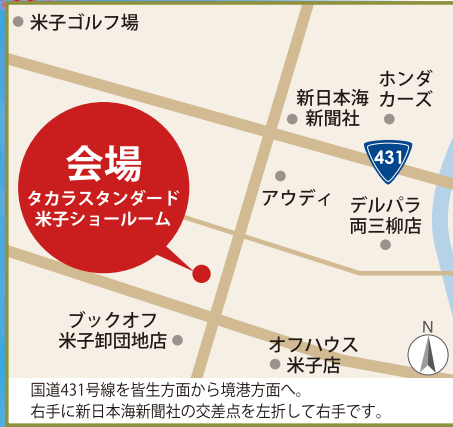 米子ゴルフ場
ホンダ
カーズ
新日本海
新聞社
431
会場
タカラスタンダード
米子ショールーム
アウディ
デルパラ
両三柳店
ブックオフ
米子卸団地店
オフハウス
米子店
N
国道431号線を皆生方面から境港方面へ。
右手に新日本海新聞社の交差点を左折して右手です。